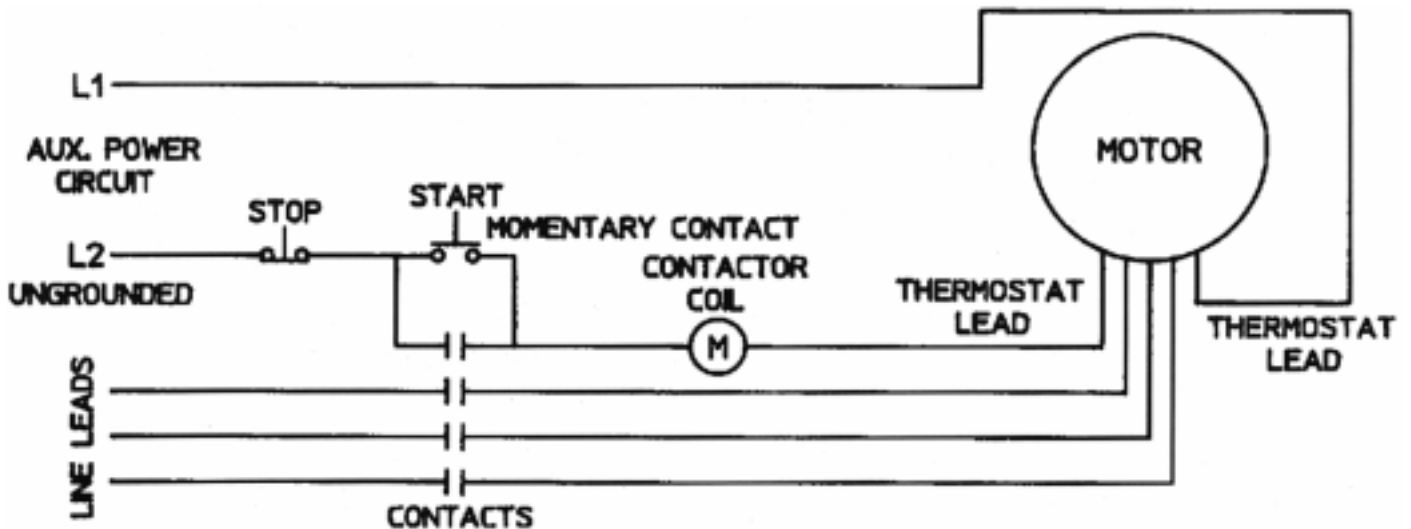 L1
AUX. POWER
CIRCUIT
MOTOR
STOP
START
MOMENTARY CONTACT
L2
UNGROUNDED
CONTACTOR
COIL
M
THERMOSTAT
LEAD
THERMOSTAT
LEAD
LINE LEADS
CONTACTS